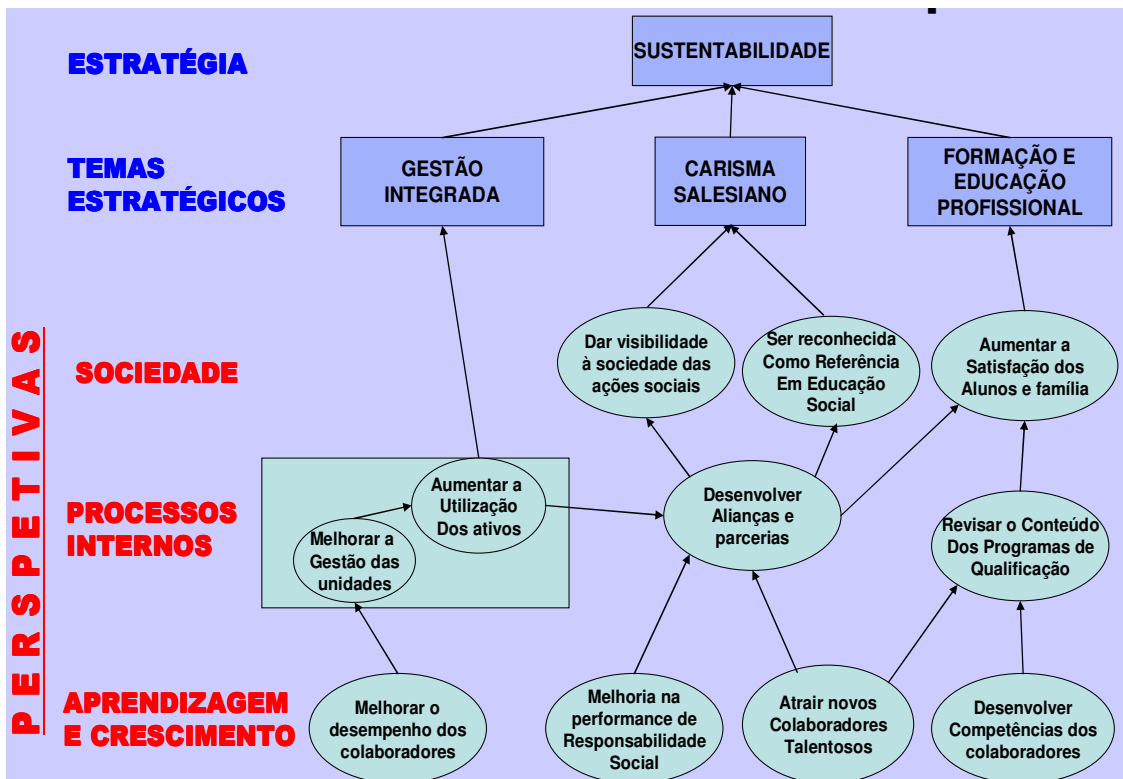 ESTRATÉGIA
SUSTENTABILIDADE
TEMAS
ESTRATÉGICOS
GESTÃO
INTEGRADA
CARISMA
SALESIANO
FORMAÇÃO E
EDUCAÇÃO
PROFISSIONAL
PERSPETIVAS
SOCIEDADE
Dar visibilidade
à sociedade das
ações sociais
Ser reconhecida
Como Referência
Em Educação
Social
Aumentar a
Satisfação dos
Alunos e família
PROCESSOS
INTERNOS
Melhorar a
Gestão das
unidades
Aumentar a
Utilização
Dos ativos
Desenvolver
Alianças e
parcerias
Revisar o Conteúdo
Dos Programas de
Qualificação
APRENDIZAGEM
E CRESCIMENTO
Melhorar o
desempenho dos
colaboradores
Melhoria na
performance de
Responsabilidade
Social
Atrair novos
Colaboradores
Talentosos
Desenvolver
Competências dos
colaboradores